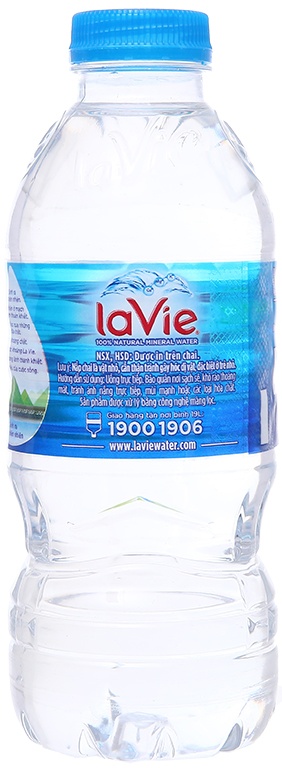 laVie
100% NATURAL MINERAL WATER
NSX, HSD: Được in trên chai.
Lưu ý: Nắp chai là vật nhỏ, cẩn thận tránh gây hóc dị vật, đặc biệt ở trẻ nhỏ.
Hướng dẫn sử dụng: Uống trực tiếp. Bảo quản nơi sạch sẽ, khô ráo thoáng
mát, tránh ánh nắng trực tiếp, mùi mạnh hoặc các loại hóa chất.
Sản phẩm được xử lý bằng công nghệ màng lọc.
Giao hàng tận nơi bình 19L.
1900 1906
www.laviewater.com